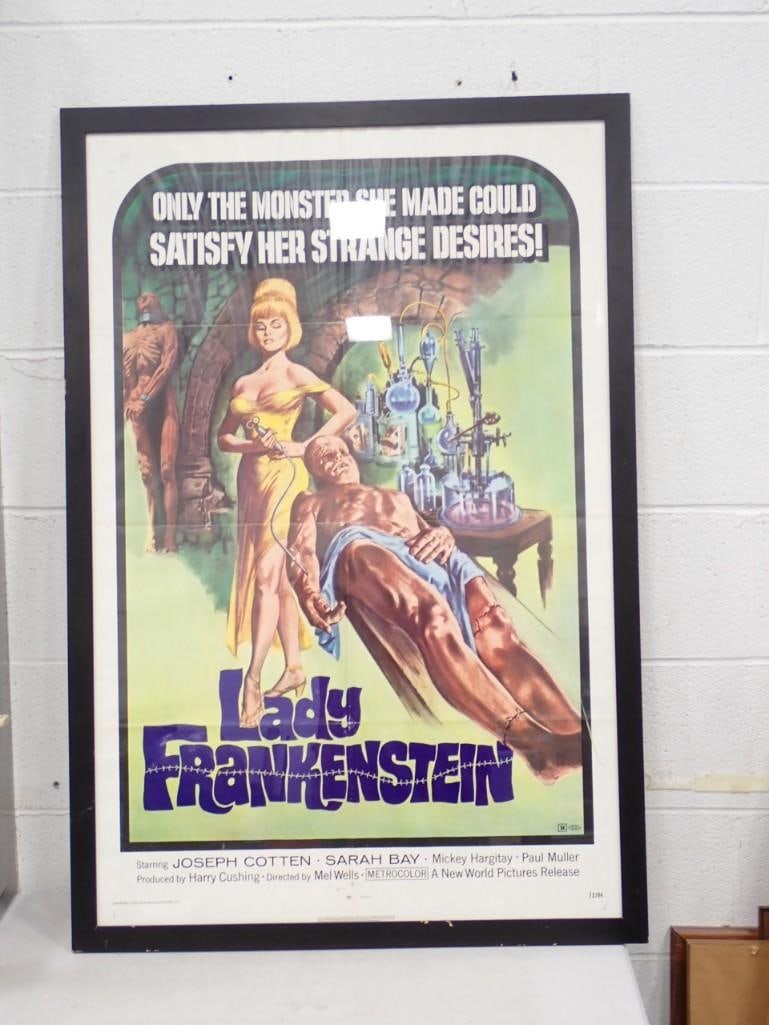 ONLY THE MONSTER SHE MADE COULD
SATISFY HER STRANGE DESIRES!
Lady
FRANKENSTEIN
R
Starring JOSEPH COTTEN · SARAH BAY · Mickey Hargitay · Paul Muller
Produced by Harry Cushing · Directed by Mel Wells · METROCOLOR A New World Pictures Release
72/84